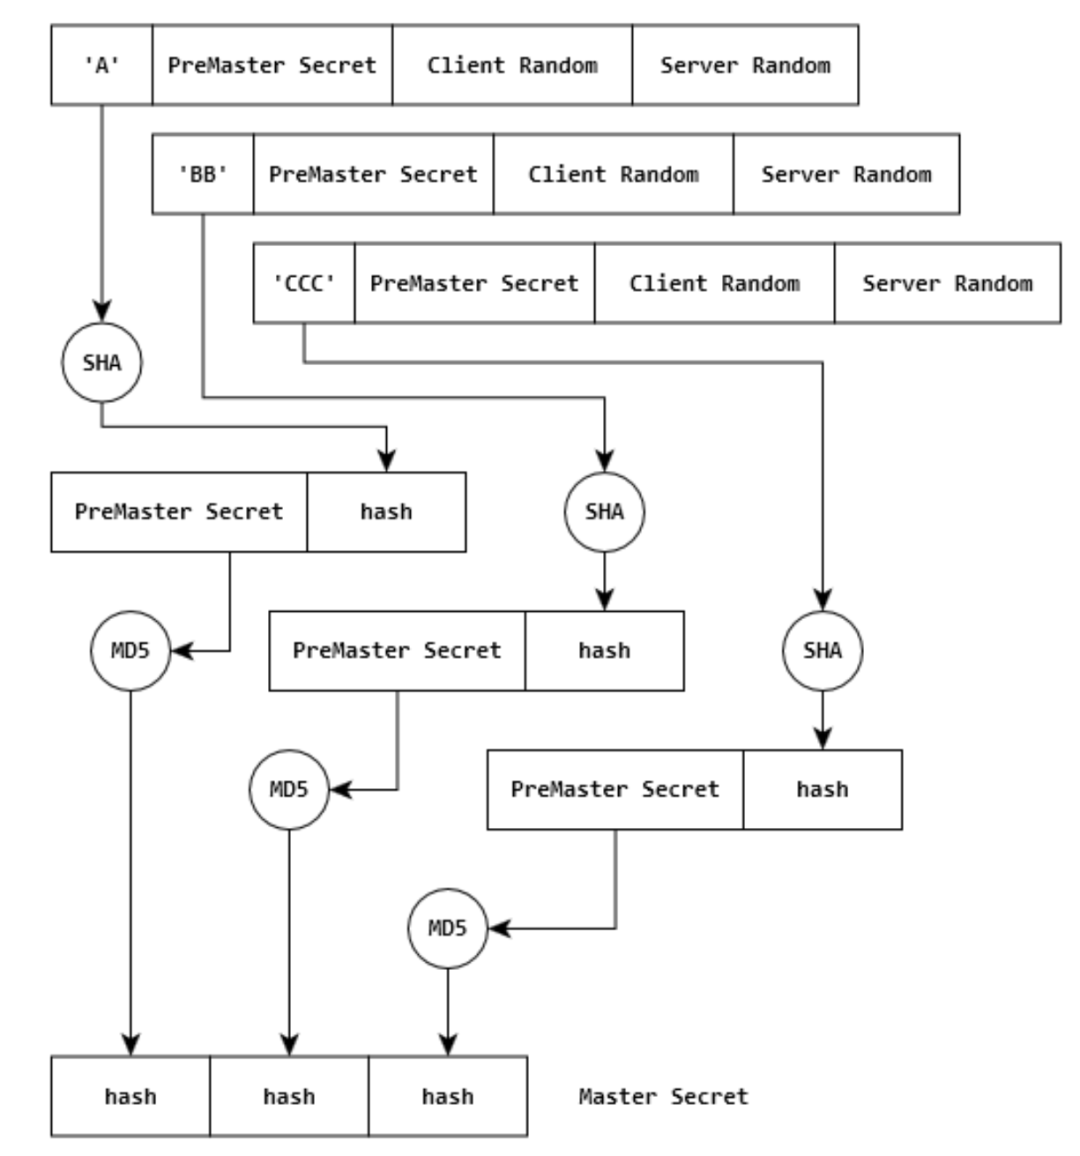 'A' PreMaster Secret Client Random Server Random
'BB' PreMaster Secret Client Random Server Random
'CCC' PreMaster Secret Client Random Server Random
SHA
PreMaster Secret hash SHA
MD5 PreMaster Secret hash SHA
MD5 PreMaster Secret hash
MD5
hash hash hash Master Secret